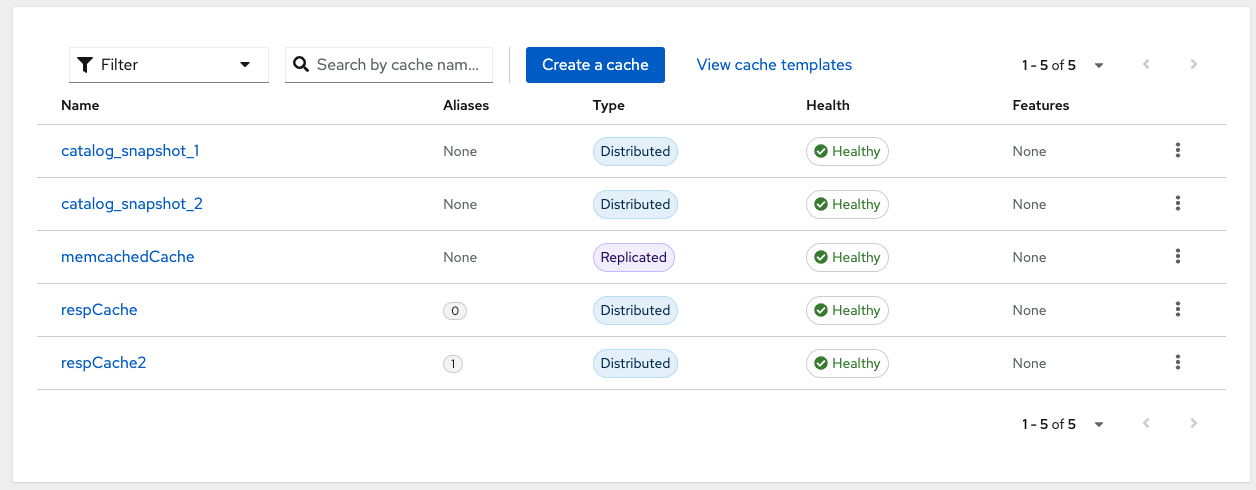 Filter Search by cache nam... Create a cache View cache templates 1 - 5 of 5
Name Aliases Type Health Features
catalog_snapshot_1 None Distributed Healthy None
catalog_snapshot_2 None Distributed Healthy None
memcachedCache None Replicated Healthy None
respCache 0 Distributed Healthy None
respCache2 1 Distributed Healthy None
1 - 5 of 5